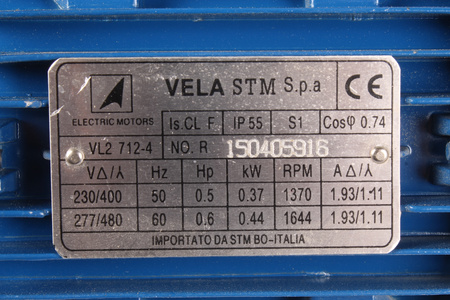 VELA STM S.p.a CE
ELECTRIC MOTORS Is.CL F IP 55 S1 Cosφ 0.74
VL2 712-4 NO. R 150405916
V△/⅄ Hz Hp kW RPM A△/⅄
230/400 50 0.5 0.37 1370 1.93/1.11
277/480 60 0.6 0.44 1644 1.93/1.11
IMPORTATO DA STM BO-ITALIA